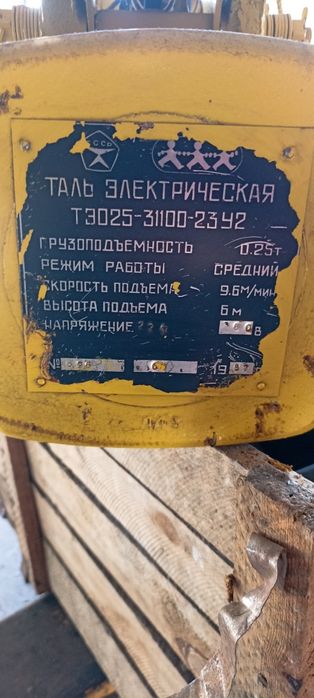 СССР
ТАЛЬ ЭЛЕКТРИЧЕСКАЯ
ТЭ025-31100-23У2
ГРУЗОПОДЪЕМНОСТЬ 0.25т
РЕЖИМ РАБОТЫ СРЕДНИЙ
СКОРОСТЬ ПОДЪЕМА 9.6м/мин
ВЫСОТА ПОДЪЕМА 6м
НАПРЯЖЕНИЕ В
№ 1987